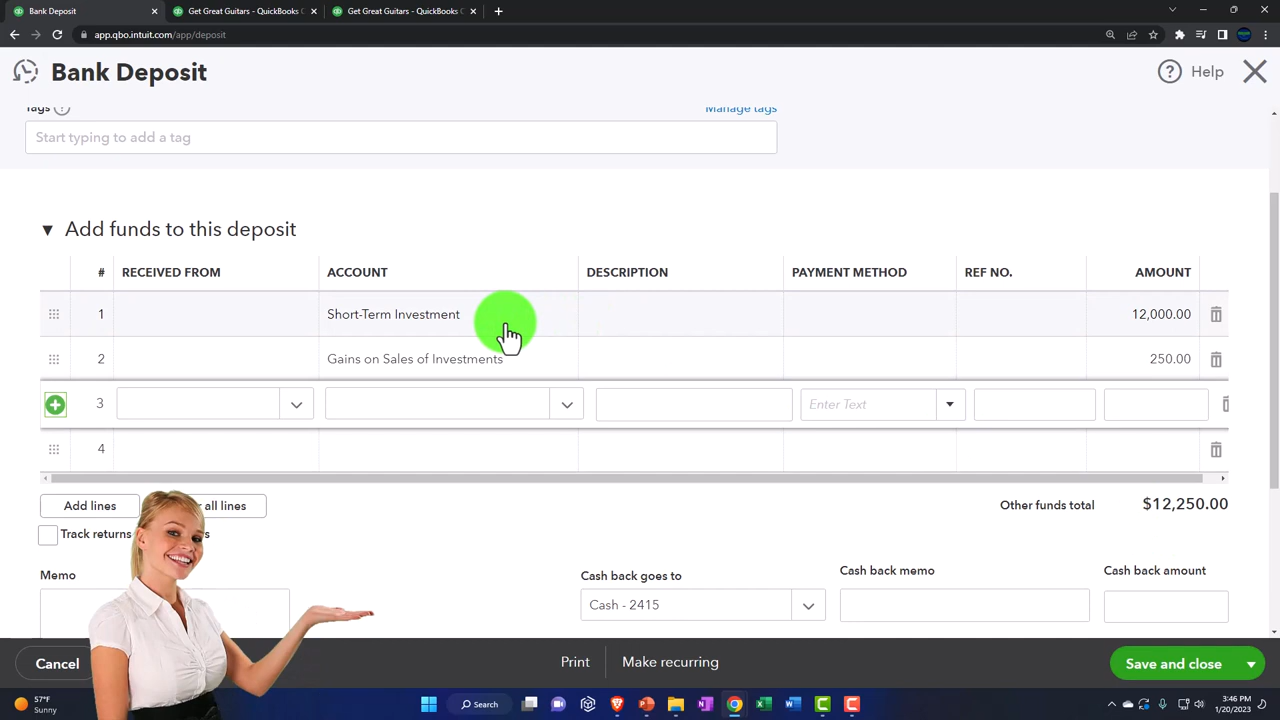 Bank Deposit
Get Great Guitars - QuickBooks C
Get Great Guitars - QuickBooks C
app.qbo.intuit.com/app/deposit
Bank Deposit
Help
Tags
Manage tags
Start typing to add a tag
Add funds to this deposit
# RECEIVED FROM ACCOUNT DESCRIPTION PAYMENT METHOD REF NO. AMOUNT
1 Short-Term Investment 12,000.00
2 Gains on Sales of Investments 250.00
3 Enter Text
4
Add lines all lines Other funds total $12,250.00
Track returns
Memo Cash back goes to Cash back memo Cash back amount
Cash - 2415
Cancel Print Make recurring Save and close
57°F
Sunny
Search
3:46 PM
1/20/2023